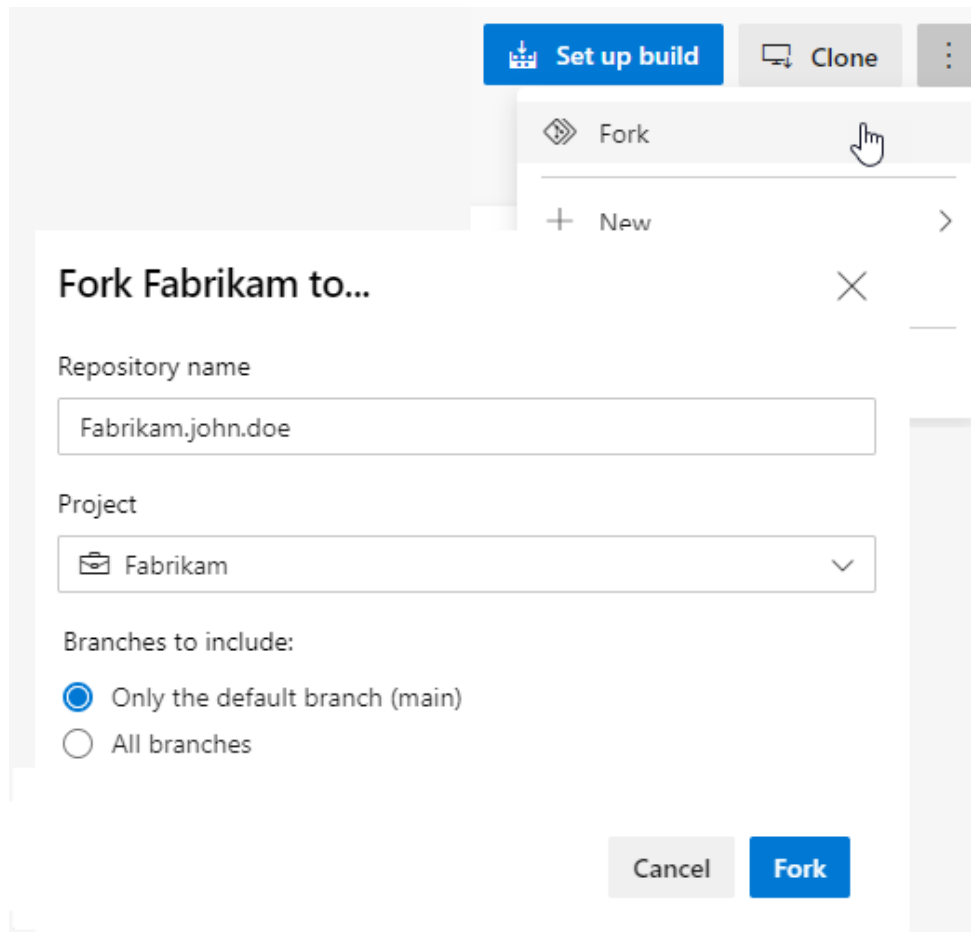 Set up build
Clone
Fork
New
Fork Fabrikam to...
Repository name
Fabrikam.john.doe
Project
Fabrikam
Branches to include:
Only the default branch (main)
All branches
Cancel
Fork